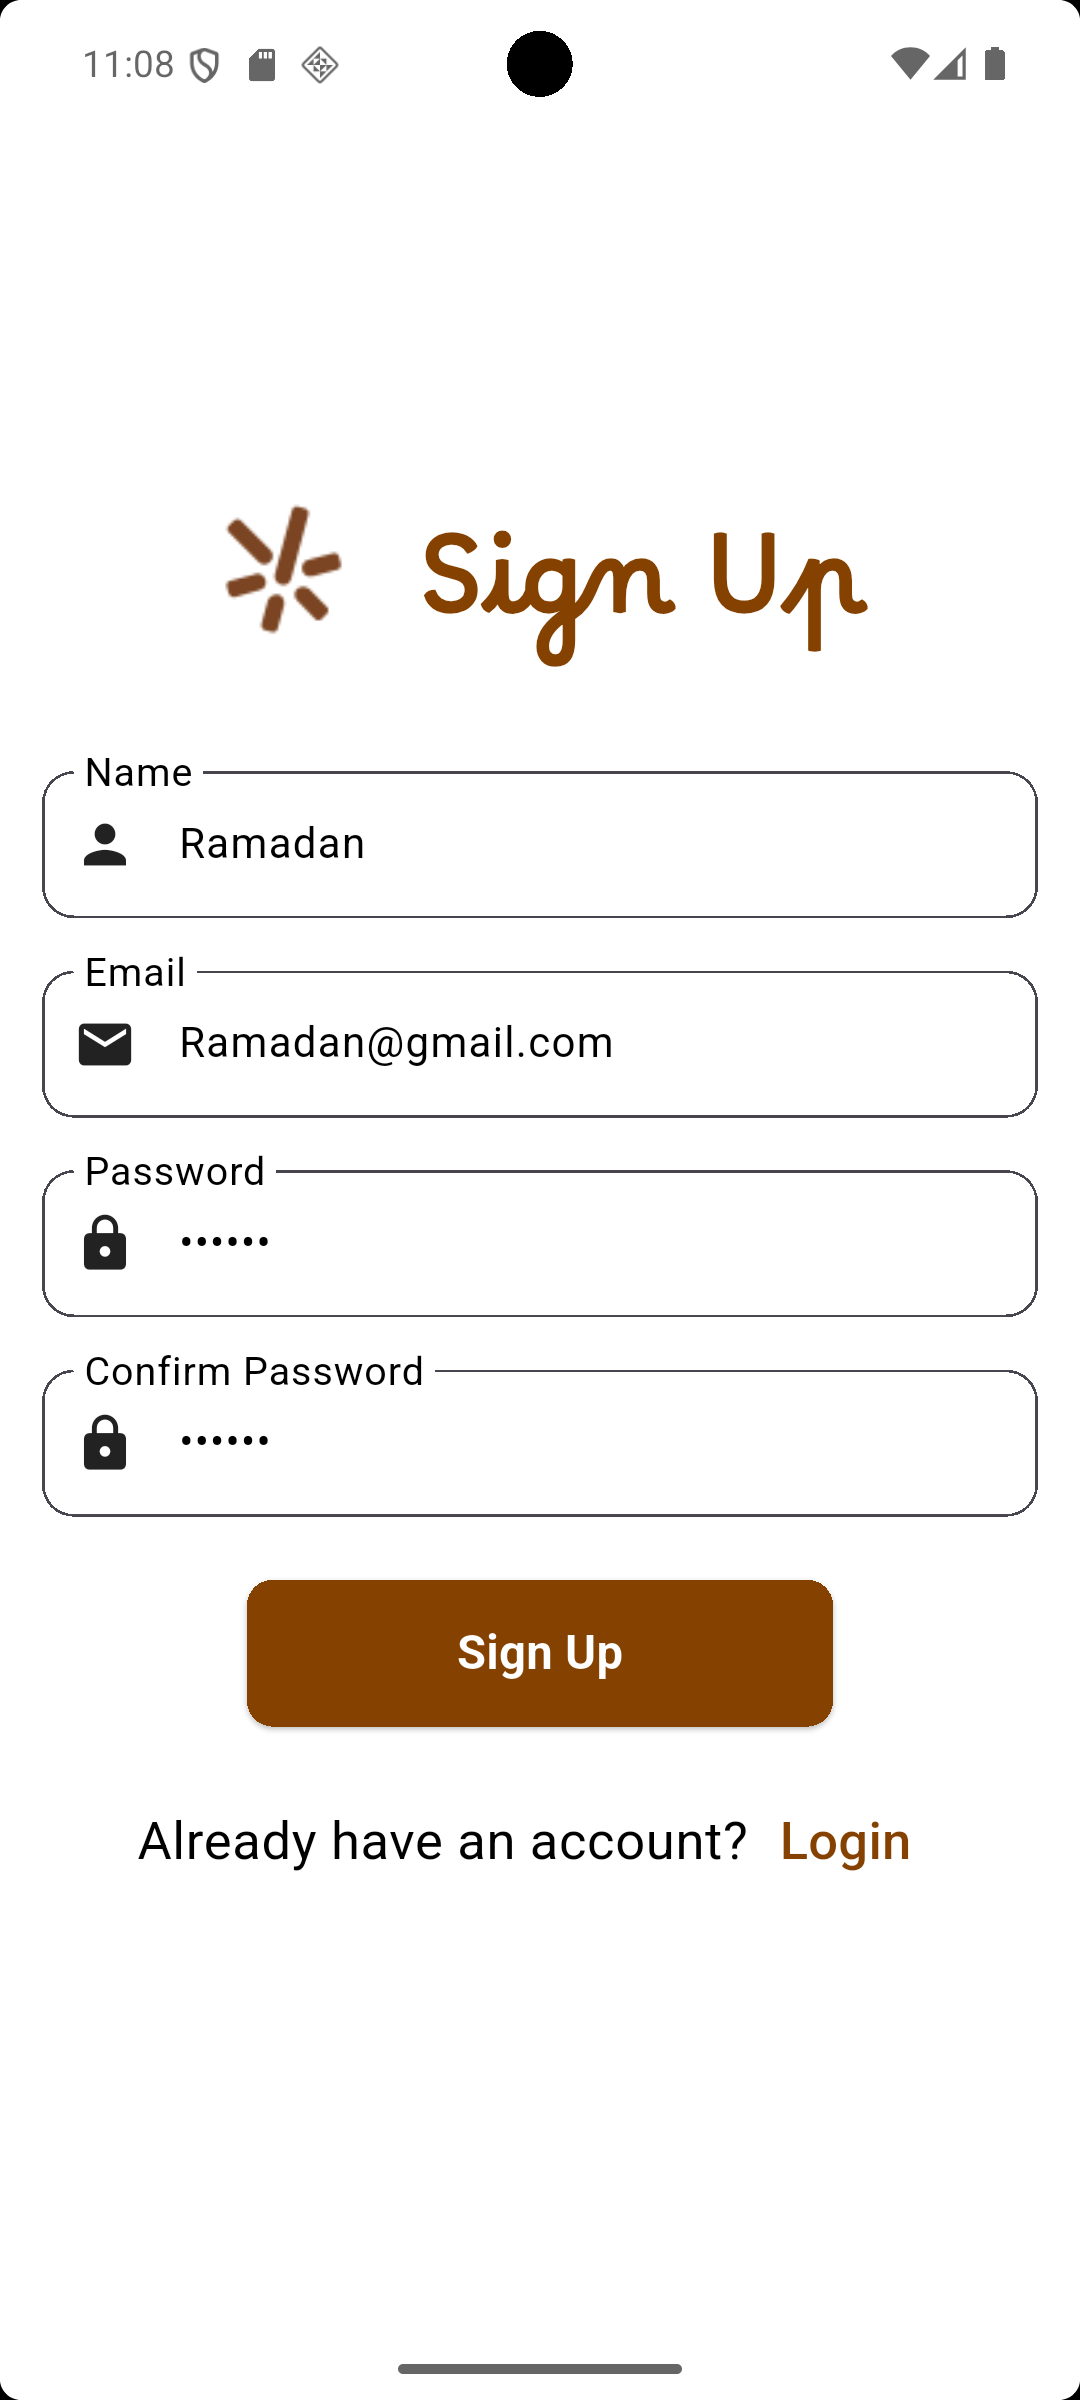 11:08
Sign Up
Name
Ramadan
Email
Ramadan@gmail.com
Password
••••••
Confirm Password
••••••
Sign Up
Already have an account? Login